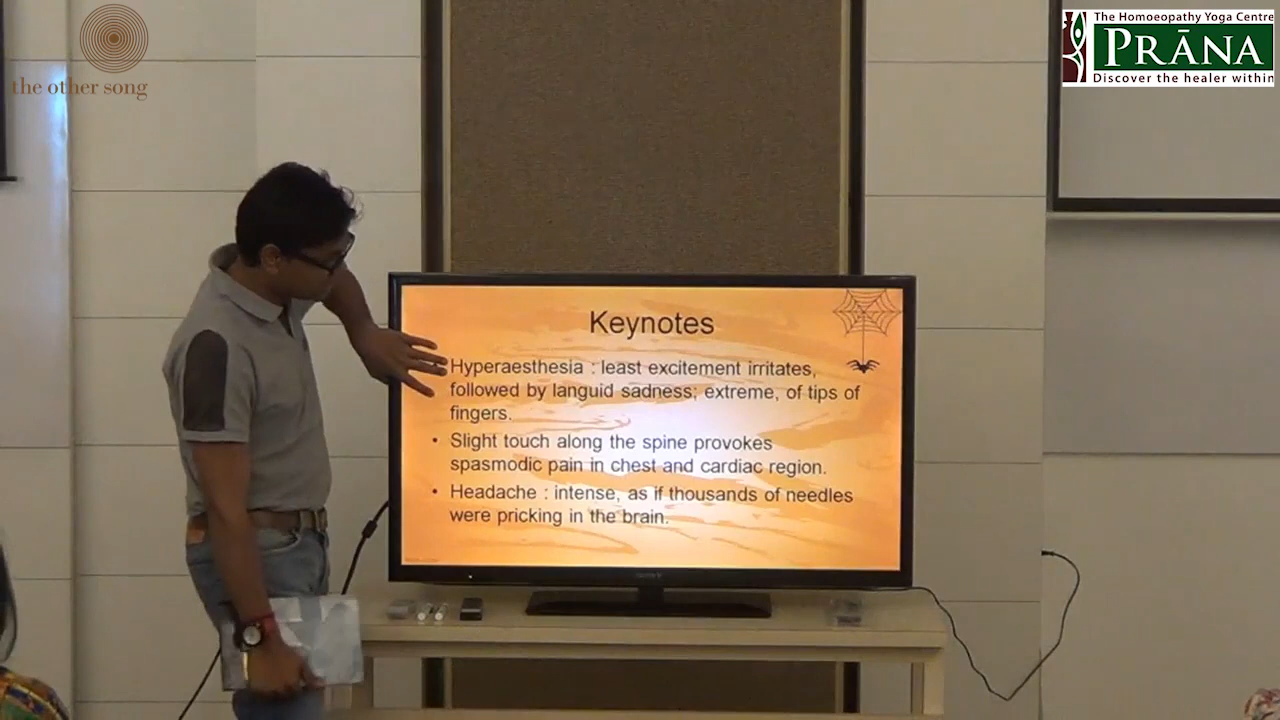 the other song
The Homoeopathy Yoga Centre
PRĀNA
Discover the healer within
Keynotes
Hyperaesthesia : least excitement irritates,
followed by languid sadness; extreme, of tips of
fingers.
• Slight touch along the spine provokes
spasmodic pain in chest and cardiac region.
• Headache : intense, as if thousands of needles
were pricking in the brain.